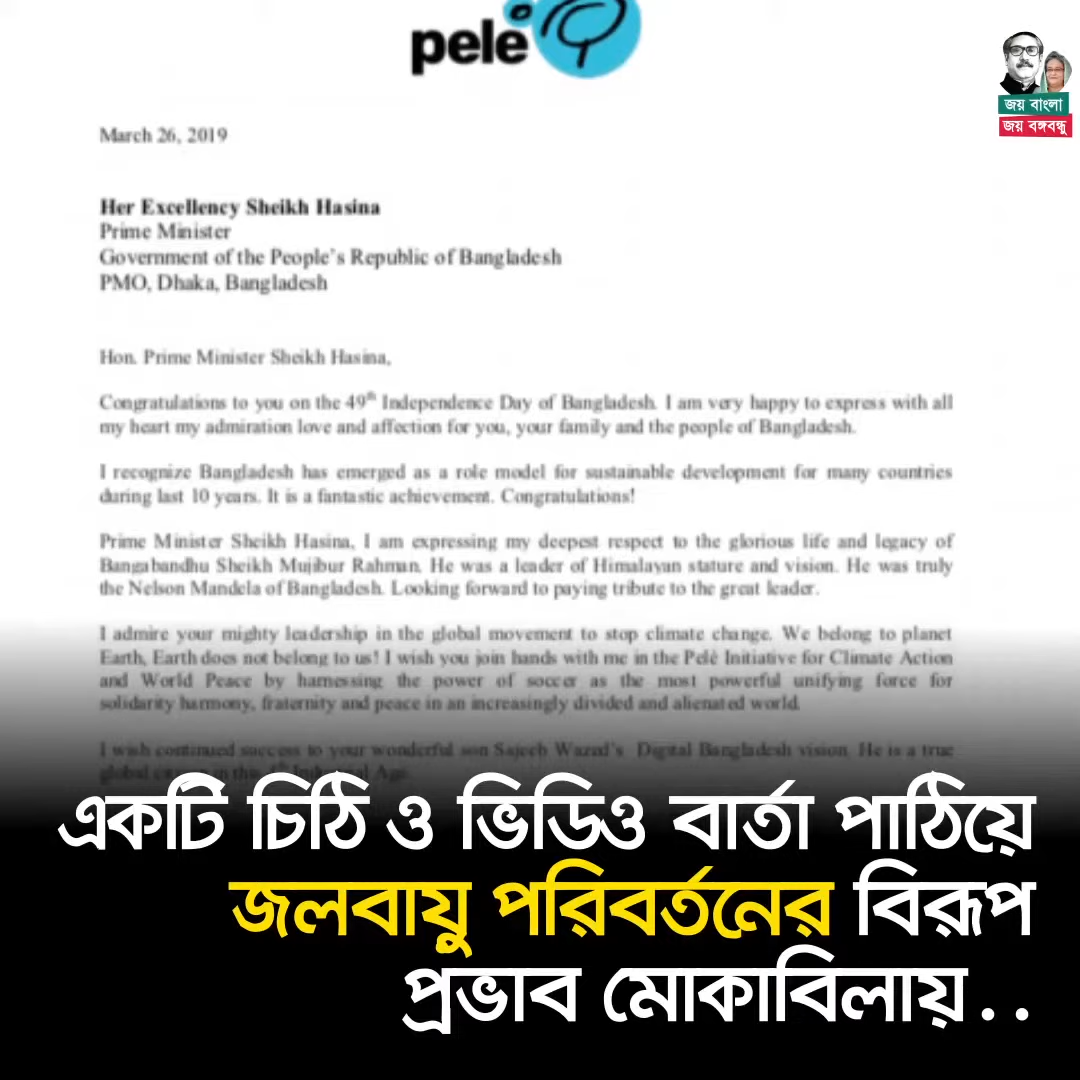 pelé
জয় বাংলা
জয় বঙ্গবন্ধু
March 26, 2019
Her Excellency Sheikh Hasina
Prime Minister
Government of the People's Republic of Bangladesh
PMO, Dhaka, Bangladesh
Hon. Prime Minister Sheikh Hasina,
Congratulations to you on the 49th Independence Day of Bangladesh. I am very happy to express with all
my heart my admiration love and affection for you, your family and the people of Bangladesh.
I recognize Bangladesh has emerged as a role model for sustainable development for many countries
during last 10 years. It is a fantastic achievement. Congratulations!
Prime Minister Sheikh Hasina, I am expressing my deepest respect to the glorious life and legacy of
Bangabandhu Sheikh Mujibur Rahman. He was a leader of Himalayan stature and vision. He was truly
the Nelson Mandela of Bangladesh. Looking forward to paying tribute to the great leader.
I admire your mighty leadership in the global movement to stop climate change. We belong to planet
Earth, Earth does not belong to us! I wish you join hands with me in the Pelé Initiative for Climate Action
and World Peace by harnessing the power of soccer as the most powerful unifying force for
solidarity harmony, fraternity and peace in an increasingly divided and alienated world.
I wish continued success to your wonderful son Sajeeb Wazed's Digital Bangladesh vision. He is a true
global citizen in this 4th Industrial Age.
একটি চিঠি ও ভিডিও বার্তা পাঠিয়ে
জলবায়ু পরিবর্তনের বিরূপ
প্রভাব মোকাবিলায়..